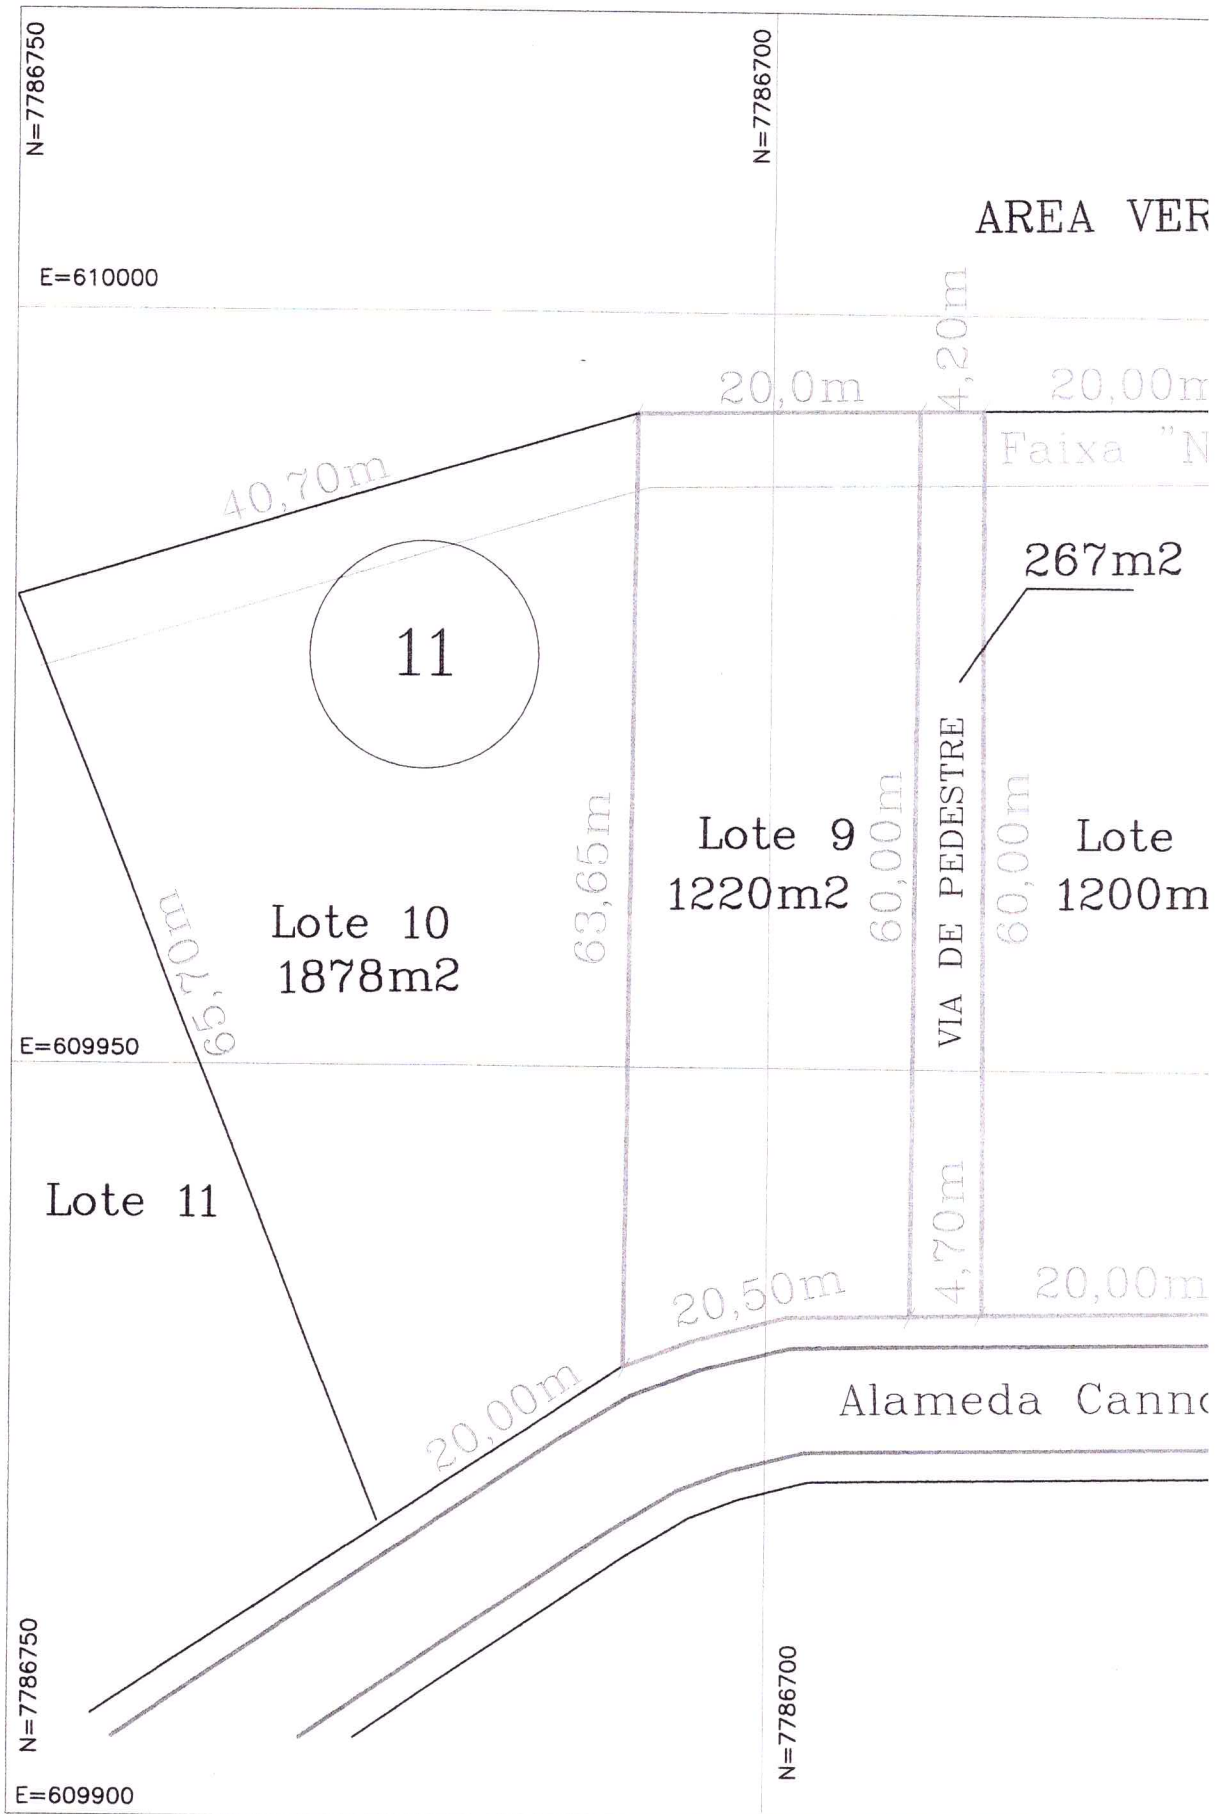 N=7786750
N=7786700
AREA VER
E=610000
4,20m
20,0m
20,00m
Faixa "N
40,70m
267m2
11
VIA DE PEDESTRE
63,65m
60,00m
60,00m
Lote 9
1220m2
Lote
1200m
65,70m
Lote 10
1878m2
E=609950
Lote 11
4,70m
20,50m
20,00m
20,00m
Alameda Canno
N=7786750
N=7786700
E=609900